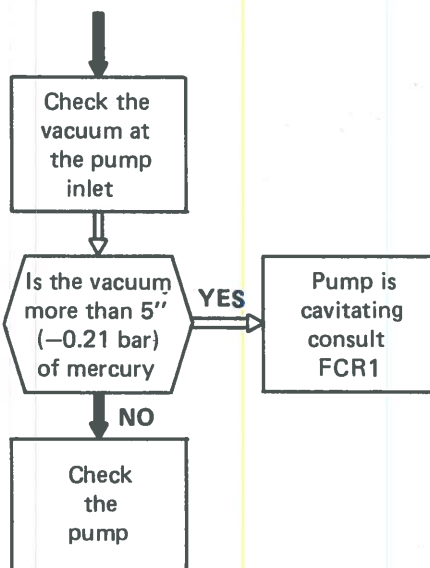 Check the
vacuum at
the pump
inlet
Is the vacuum
more than 5″
(−0.21 bar)
of mercury
YES
Pump is
cavitating
consult
FCR1
NO
Check
the
pump